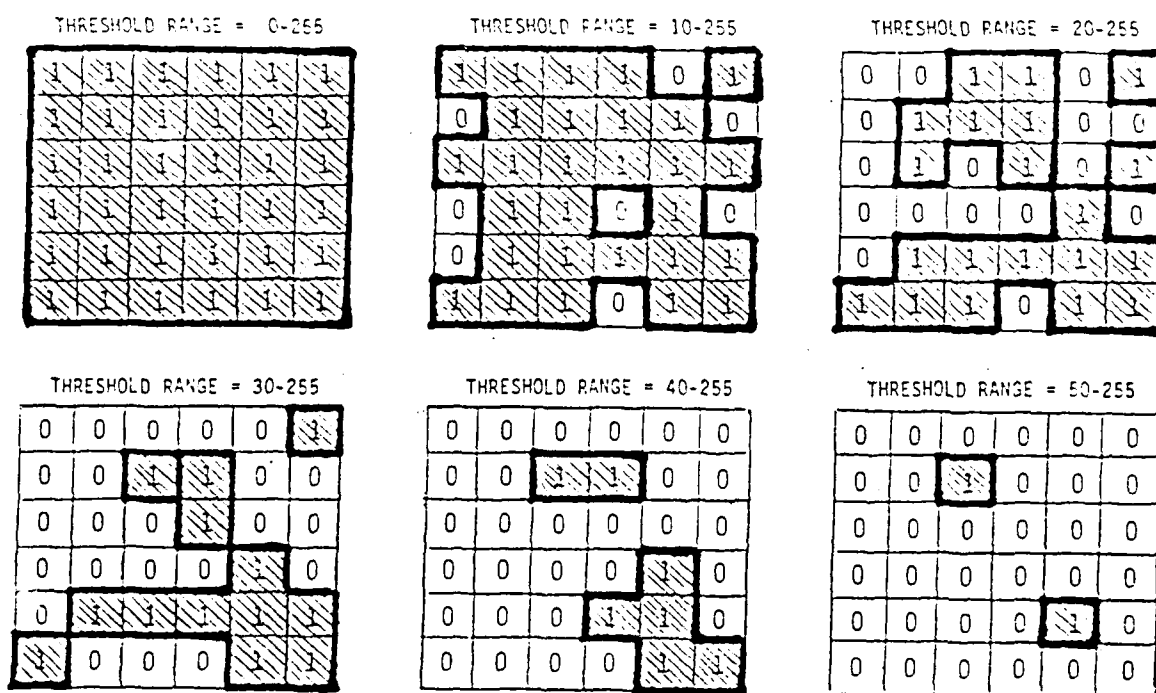 THRESHOLD RANGE = 0-255
1 1 1 1 1 1
1 1 1 1 1 1
1 1 1 1 1 1
1 1 1 1 1 1
1 1 1 1 1 1
1 1 1 1 1 1
THRESHOLD RANGE = 10-255
1 1 1 1 0 1
0 1 1 1 1 0
1 1 1 1 1 1
0 1 1 0 1 0
0 1 1 1 1 1
1 1 1 0 1 1
THRESHOLD RANGE = 20-255
0 0 1 1 0 1
0 1 1 1 0 0
0 1 0 1 0 1
0 0 0 0 1 0
0 1 1 1 1 1
1 1 1 0 1 1
THRESHOLD RANGE = 30-255
0 0 0 0 0 1
0 0 1 1 0 0
0 0 0 1 0 0
0 0 0 0 1 0
0 1 1 1 1 1
1 0 0 0 1 1
THRESHOLD RANGE = 40-255
0 0 0 0 0 0
0 0 1 1 0 0
0 0 0 0 0 0
0 0 0 0 1 0
0 0 0 1 1 0
0 0 0 0 1 1
THRESHOLD RANGE = 50-255
0 0 0 0 0 0
0 0 1 0 0 0
0 0 0 0 0 0
0 0 0 0 0 0
0 0 0 0 1 0
0 0 0 0 0 0